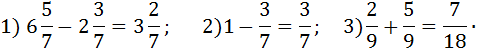 1) 6 5/7 − 2 3/7 = 3 2/7; 2) 1 − 3/7 = 3/7; 3) 2/9 + 5/9 = 7/18.